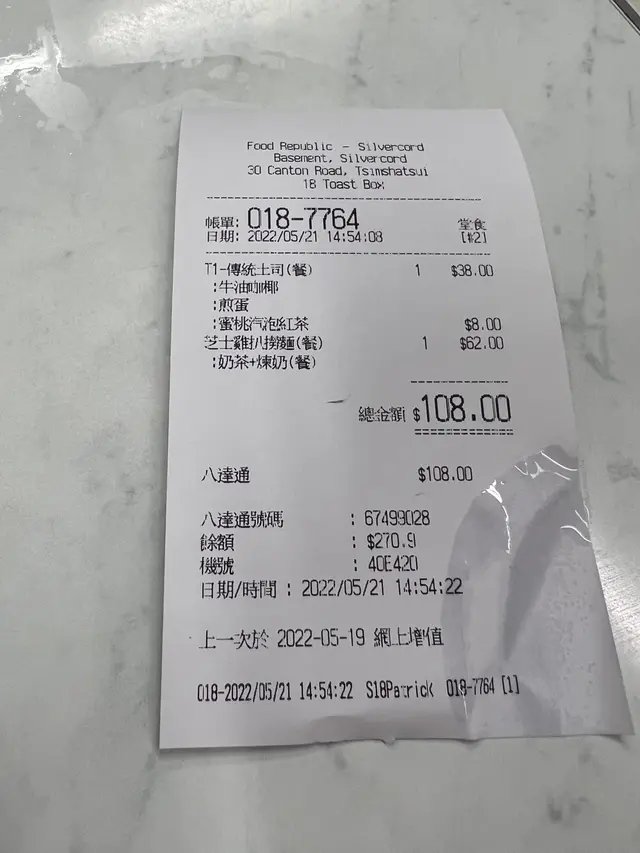 Food Republic - Silvercord
Basement, Silvercord
30 Canton Road, Tsimshatsui
18 Toast Box
帳單: 018-7764 堂食
日期: 2022/05/21 14:54:08 [#2]
T1-傳統土司(餐) 1 $38.00
:牛油咖椰
:煎蛋
:蜜桃汽泡紅茶 $8.00
芝士雞扒撈麵(餐) 1 $62.00
:奶茶+煉奶(餐)
總金額 $108.00
八達通 $108.00
八達通號碼 : 67499028
餘額 : $270.9
機號 : 40E420
日期/時間 : 2022/05/21 14:54:22
上一次於 2022-05-19 網上增值
018-2022/05/21 14:54:22 S18Patrick 018-7764 [1]